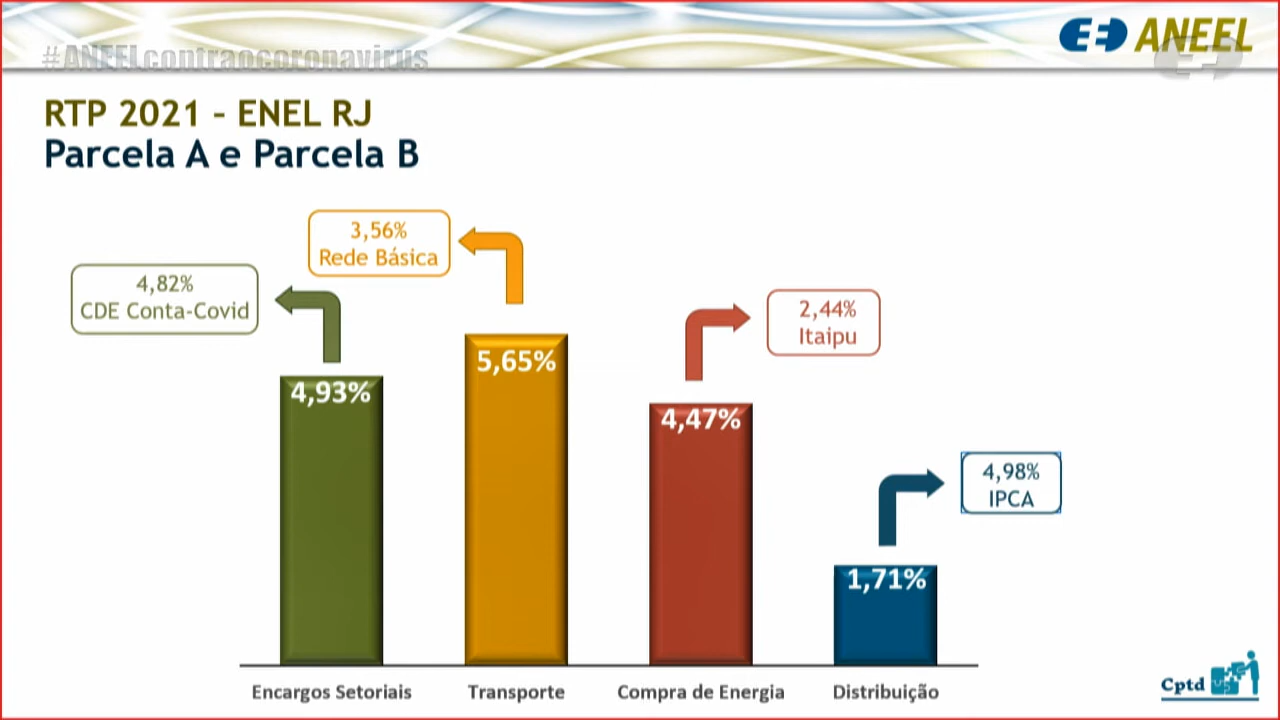 #ANEELcontraocoronavirus
ANEEL
RTP 2021 – ENEL RJ
Parcela A e Parcela B
3,56%
Rede Básica
4,82%
CDE Conta-Covid
2,44%
Itaipu
5,65%
4,93%
4,47%
4,98%
IPCA
1,71%
Encargos Setoriais
Transporte
Compra de Energia
Distribuição
Cptd